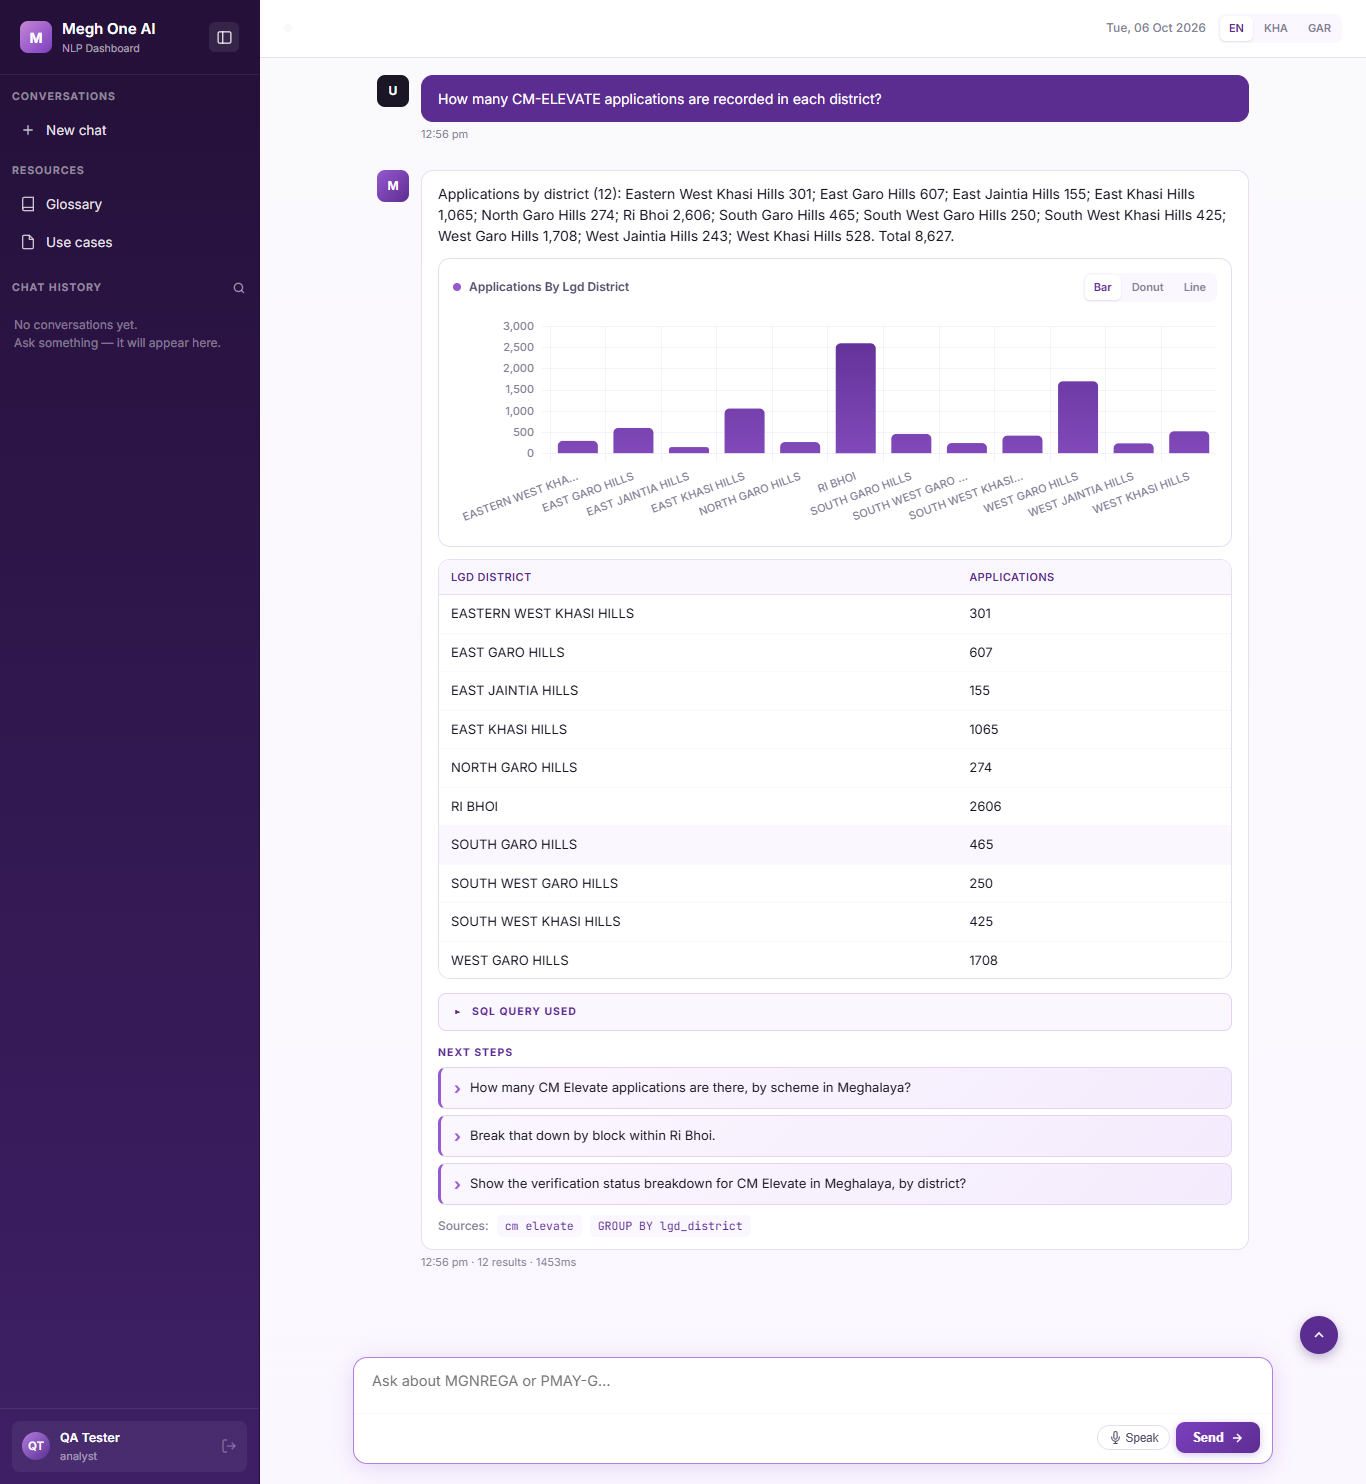 M
Megh One AI
NLP Dashboard
CONVERSATIONS
New chat
RESOURCES
Glossary
Use cases
CHAT HISTORY
No conversations yet.
Ask something — it will appear here.
QT
QA Tester
analyst
Tue, 06 Oct 2026
EN KHA GAR
U
How many CM-ELEVATE applications are recorded in each district?
12:56 pm
M
Applications by district (12): Eastern West Khasi Hills 301; East Garo Hills 607; East Jaintia Hills 155; East Khasi Hills
1,065; North Garo Hills 274; Ri Bhoi 2,606; South Garo Hills 465; South West Garo Hills 250; South West Khasi Hills 425;
West Garo Hills 1,708; West Jaintia Hills 243; West Khasi Hills 528. Total 8,627.
Applications By Lgd District
Bar Donut Line
3,000
2,500
2,000
1,500
1,000
500
0
EASTERN WEST KHA...
EAST GARO HILLS
EAST JAINTIA HILLS
EAST KHASI HILLS
NORTH GARO HILLS
RI BHOI
SOUTH GARO HILLS
SOUTH WEST GARO ...
SOUTH WEST KHASI...
WEST GARO HILLS
WEST JAINTIA HILLS
WEST KHASI HILLS
LGD DISTRICT APPLICATIONS
EASTERN WEST KHASI HILLS 301
EAST GARO HILLS 607
EAST JAINTIA HILLS 155
EAST KHASI HILLS 1065
NORTH GARO HILLS 274
RI BHOI 2606
SOUTH GARO HILLS 465
SOUTH WEST GARO HILLS 250
SOUTH WEST KHASI HILLS 425
WEST GARO HILLS 1708
SQL QUERY USED
NEXT STEPS
How many CM Elevate applications are there, by scheme in Meghalaya?
Break that down by block within Ri Bhoi.
Show the verification status breakdown for CM Elevate in Meghalaya, by district?
Sources: cm elevate GROUP BY lgd_district
12:56 pm · 12 results · 1453ms
Ask about MGNREGA or PMAY-G...
Speak
Send →